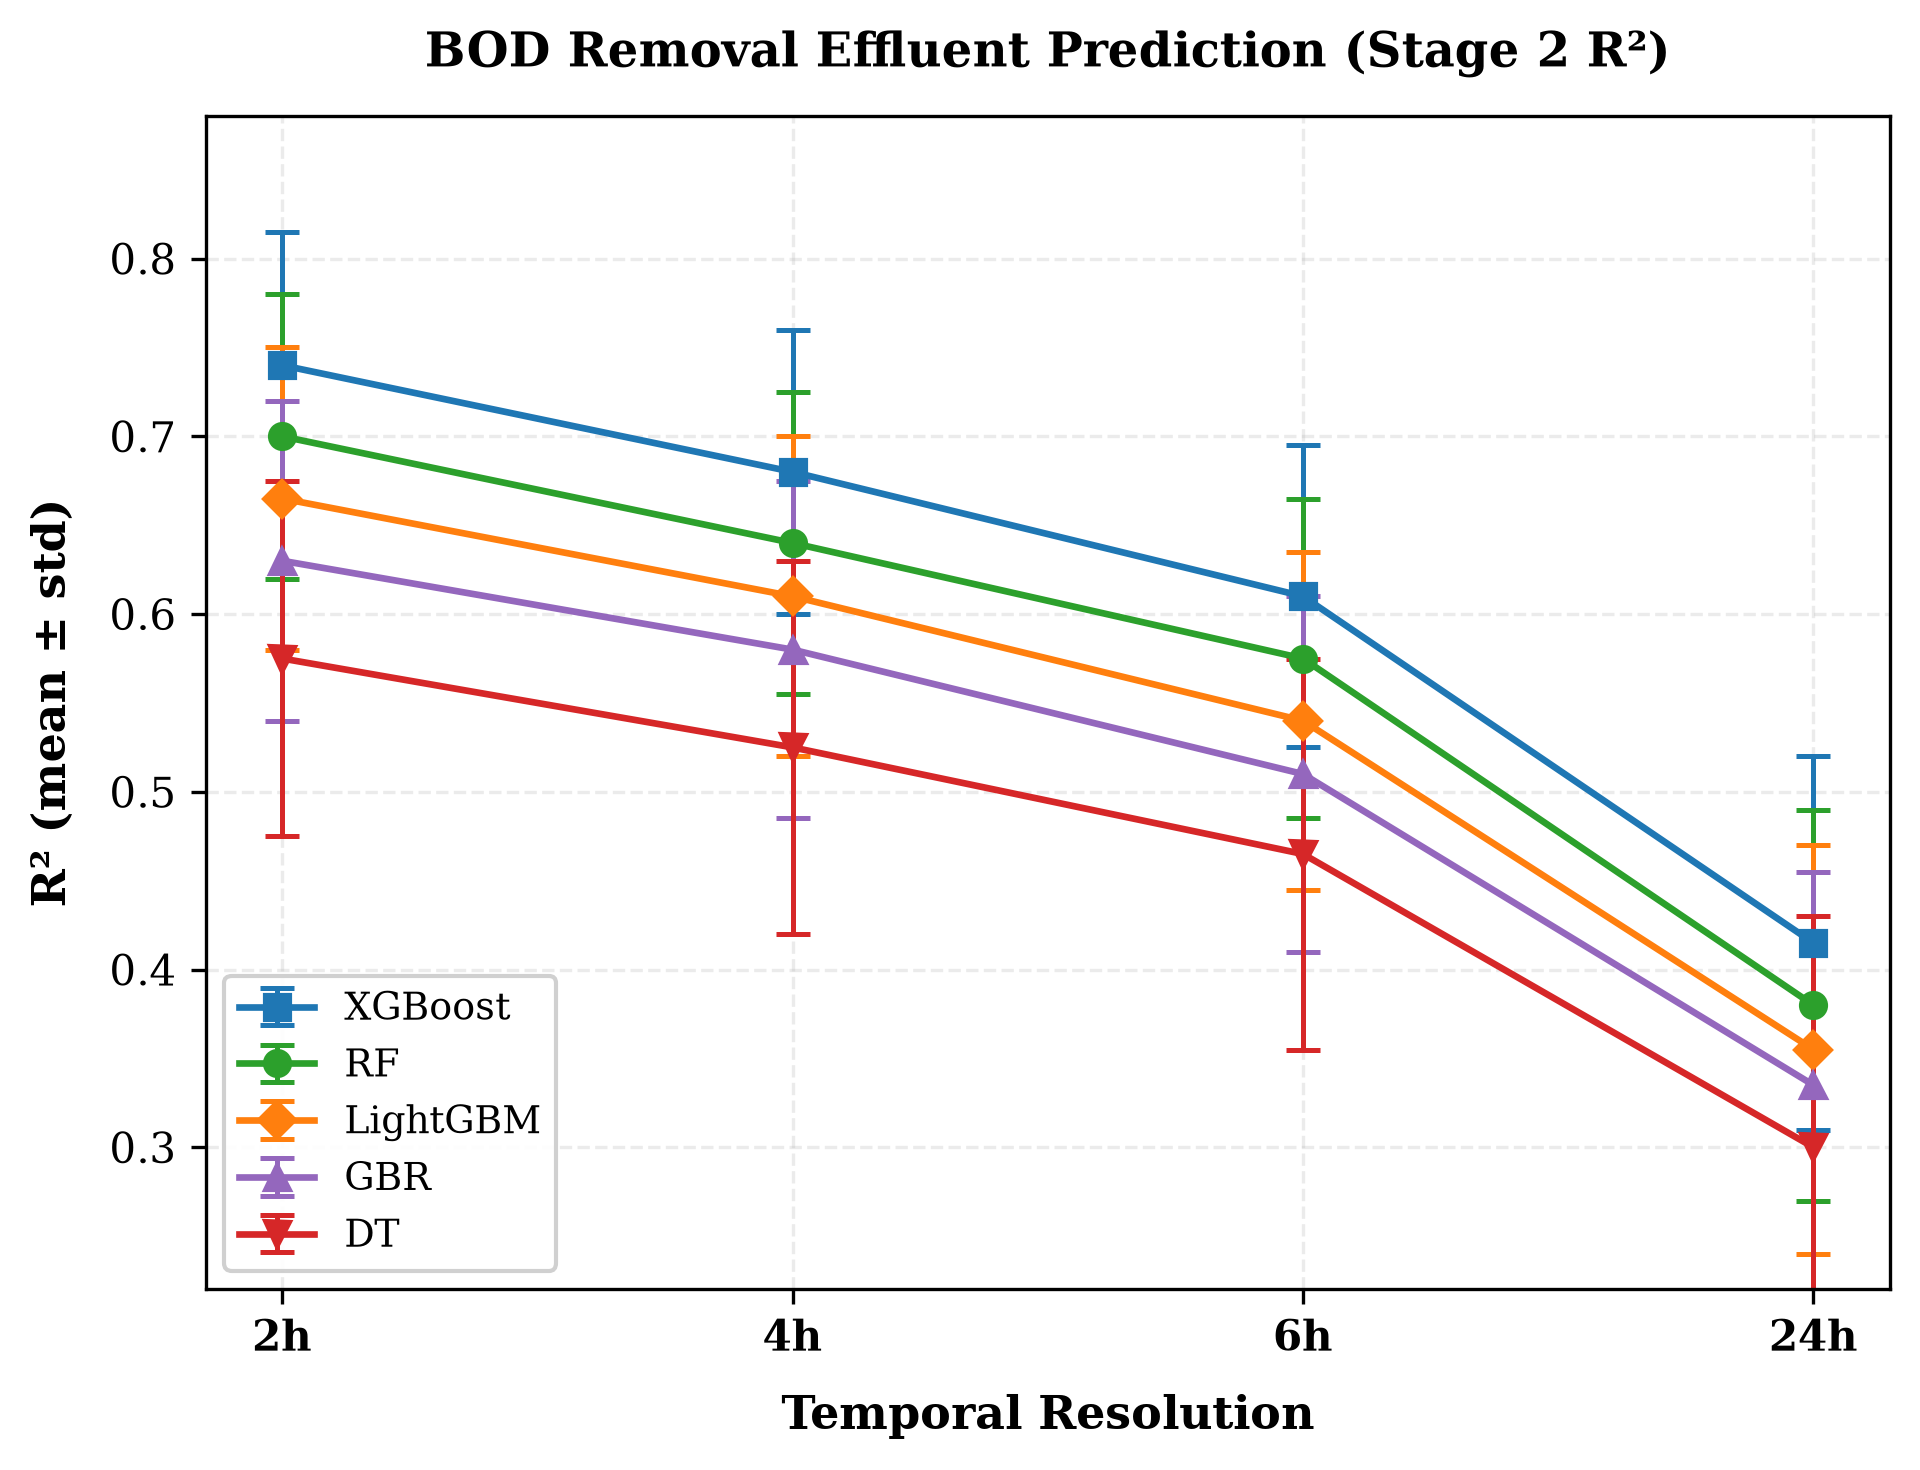 BOD Removal Effluent Prediction (Stage 2 R²)
R² (mean ± std)
0.8
0.7
0.6
0.5
0.4
0.3
XGBoost
RF
LightGBM
GBR
DT
2h 4h 6h 24h
Temporal Resolution